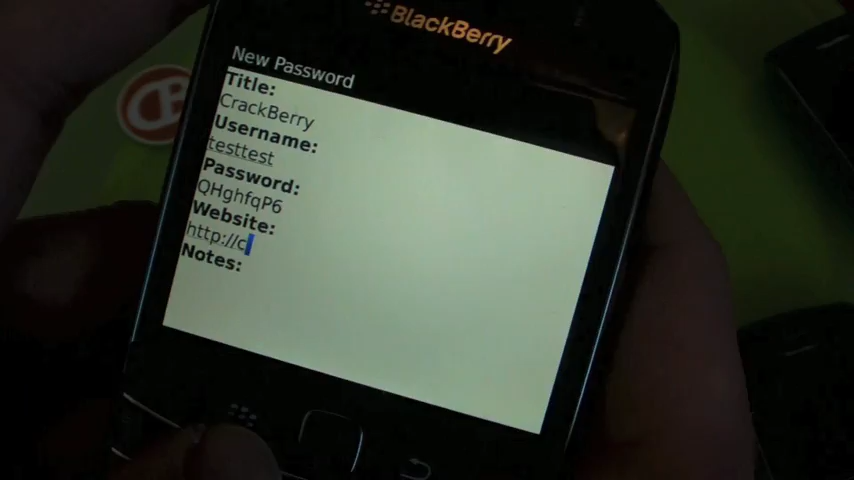 BlackBerry
New Password
Title:
CrackBerry
Username:
testtest
Password:
QHghfqP6
Website:
http://c
Notes: